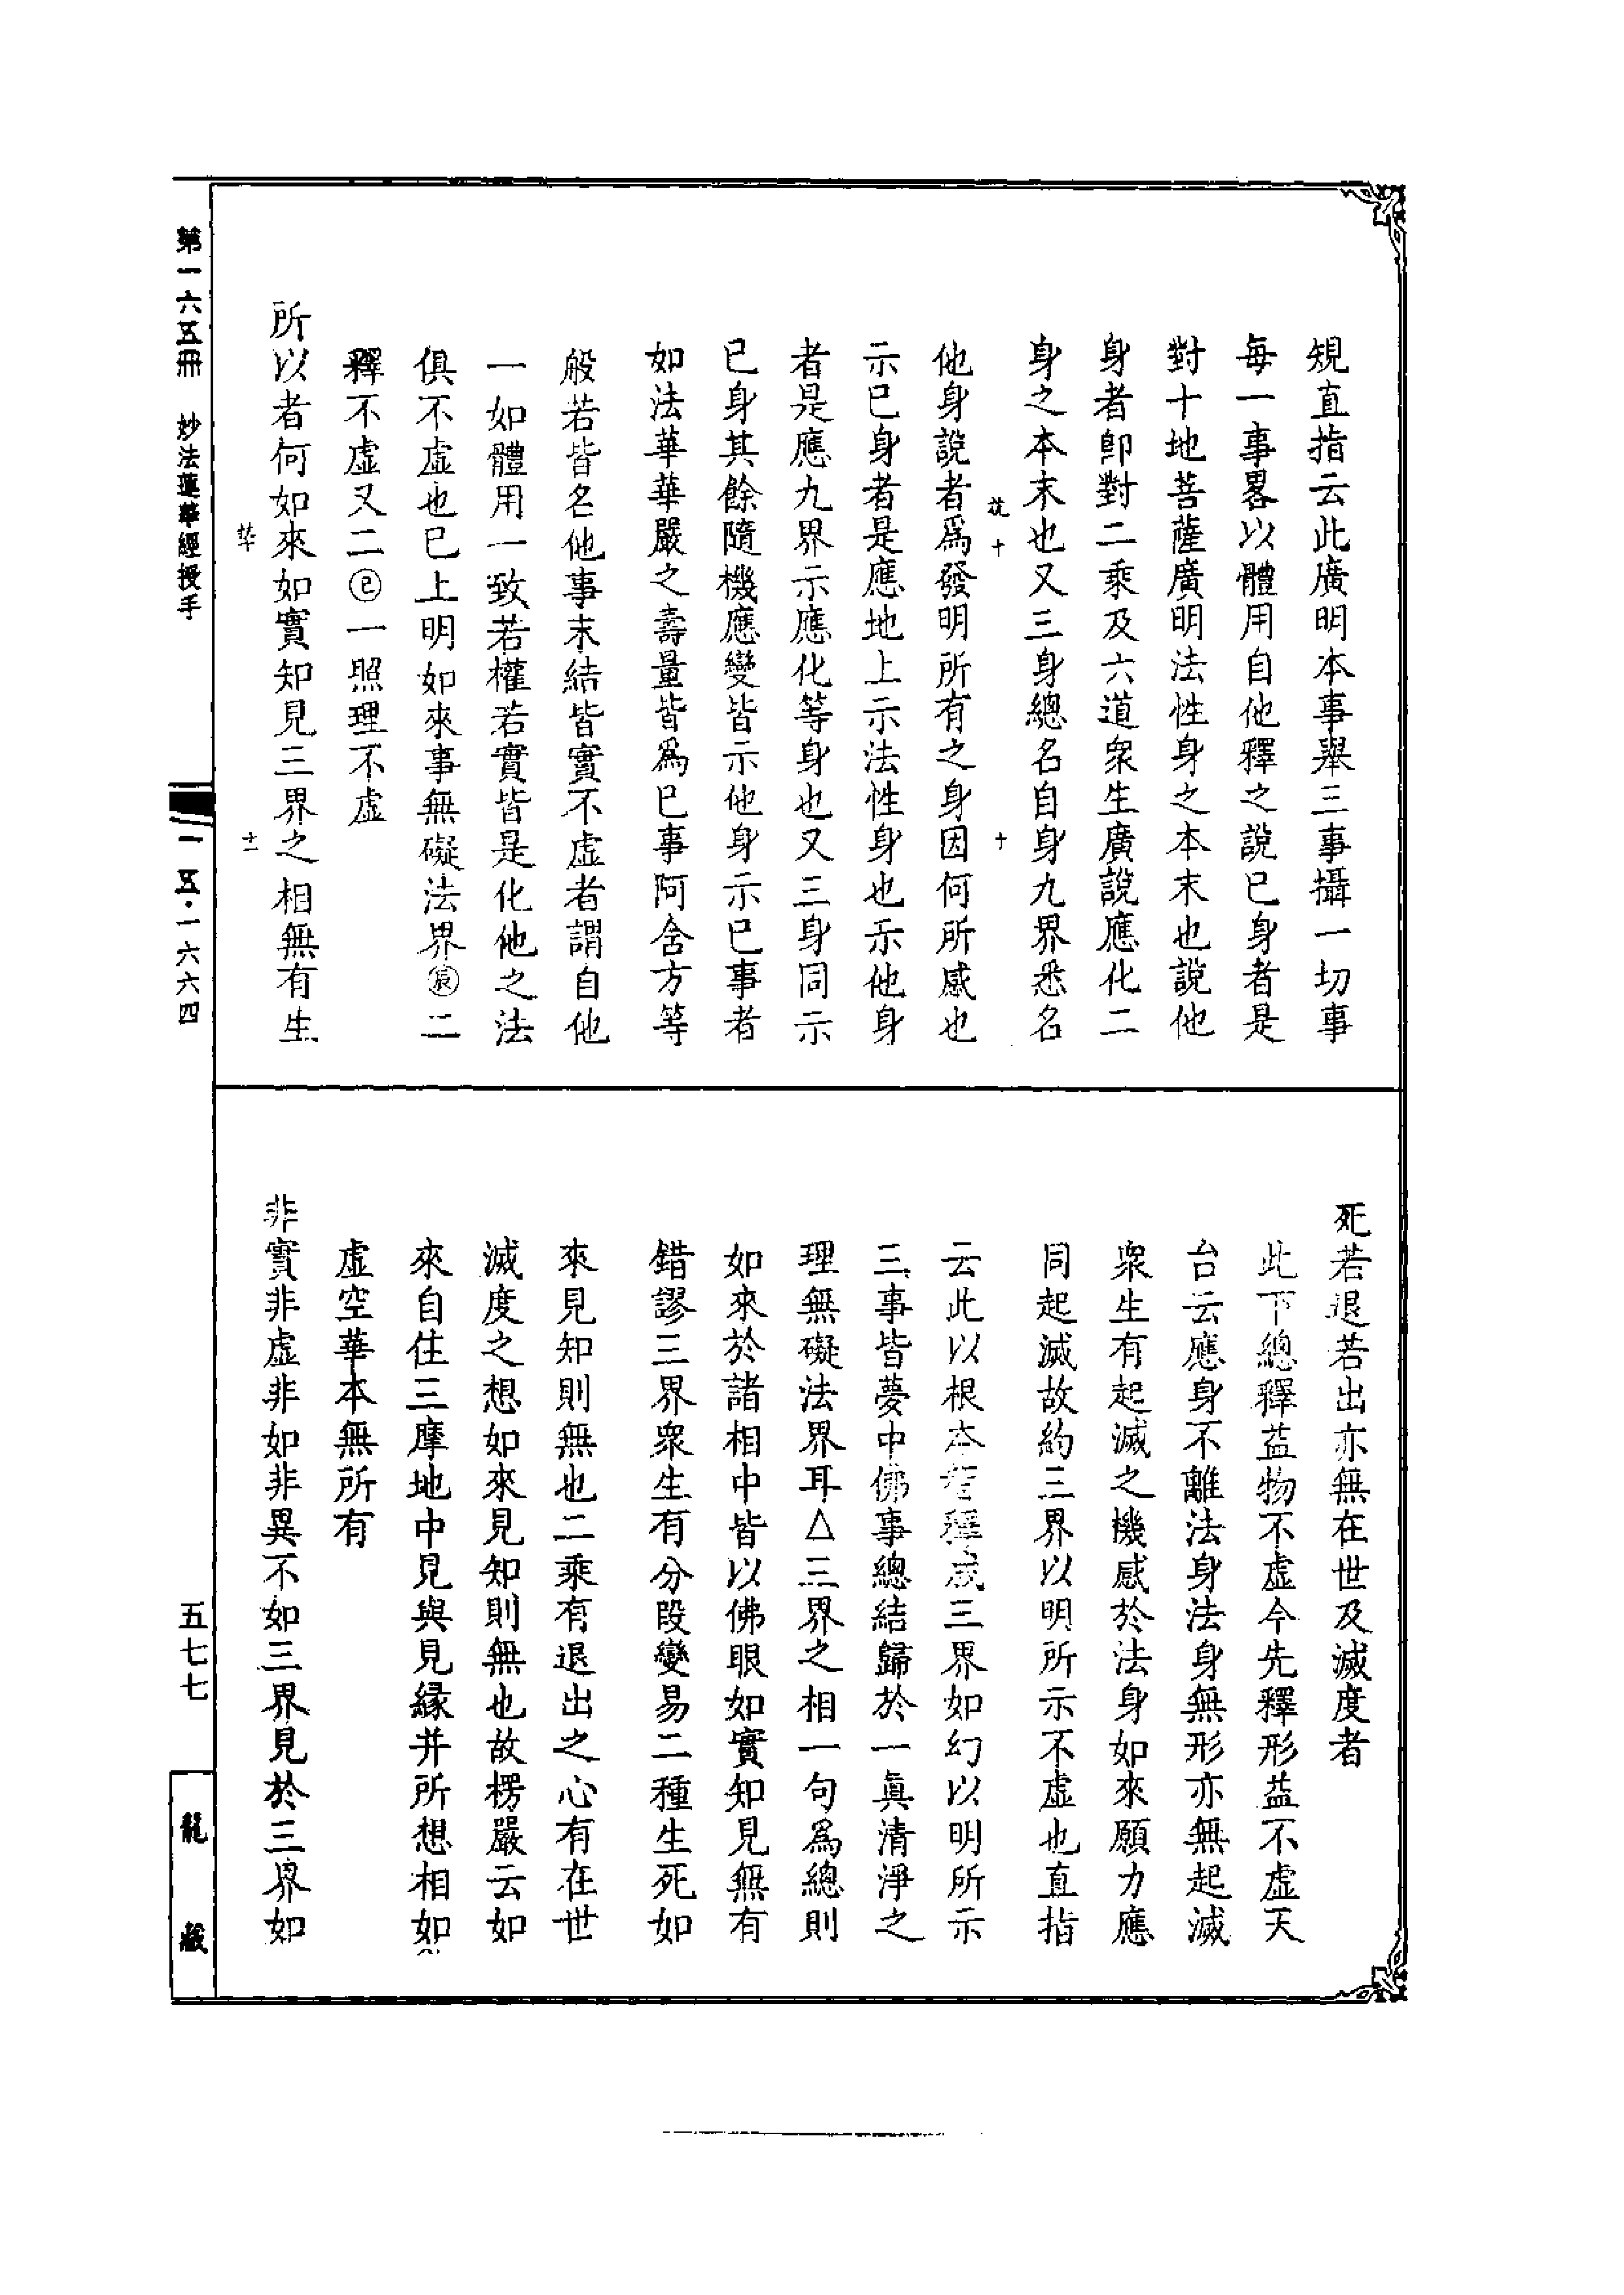 規直指云此廣明本事舉三事攝一切事
每一事畧以體用自他釋之說已身者是
對十地菩薩廣明法性身之本末也說他
身者卽對二乘及六道衆生廣說應化二
身之本末也又三身總名自身九界悉名
十
十
他身說者爲發明所有之身因何所感也
示已身者是應地上示法性身也示他身
者是應九界示應化等身也又三身同示
已身其餘隨機應變皆示他身示已事者
如法華華嚴之壽量皆爲已事阿含方等
般若皆名他事末結皆實不虛者謂自他
一如體用一致若權若實皆是化他之法
俱不虛也已上明如來事無礙法界㊂二
釋不虛又二㊁一照理不虛
所以者何如來如實知見三界之相無有生
十二
死若退若出亦無在世及滅度者
此下總釋益物不虛今先釋形益不虛天
台云應身不離法身法身無形亦無起滅
衆生有起滅之機感於法身如來願力應
同起滅故約三界以明所示不虛也直指
云此以根本智釋成三界如幻以明所示
三事皆夢中佛事總結歸於一眞清淨之
理無礙法界耳△三界之相一句爲總則
如來於諸相中皆以佛眼如實知見無有
錯謬三界衆生有分段變易二種生死如
來見知則無也二乘有退出之心有在世
滅度之想如來見知則無也故楞嚴云如
來自住三摩地中見與見緣并所想相如
虛空華本無所有
非實非虛非如非異不如三界見於三界如
第一六五冊 妙法蓮華經授手
一五·一六六四
五七七
龍藏